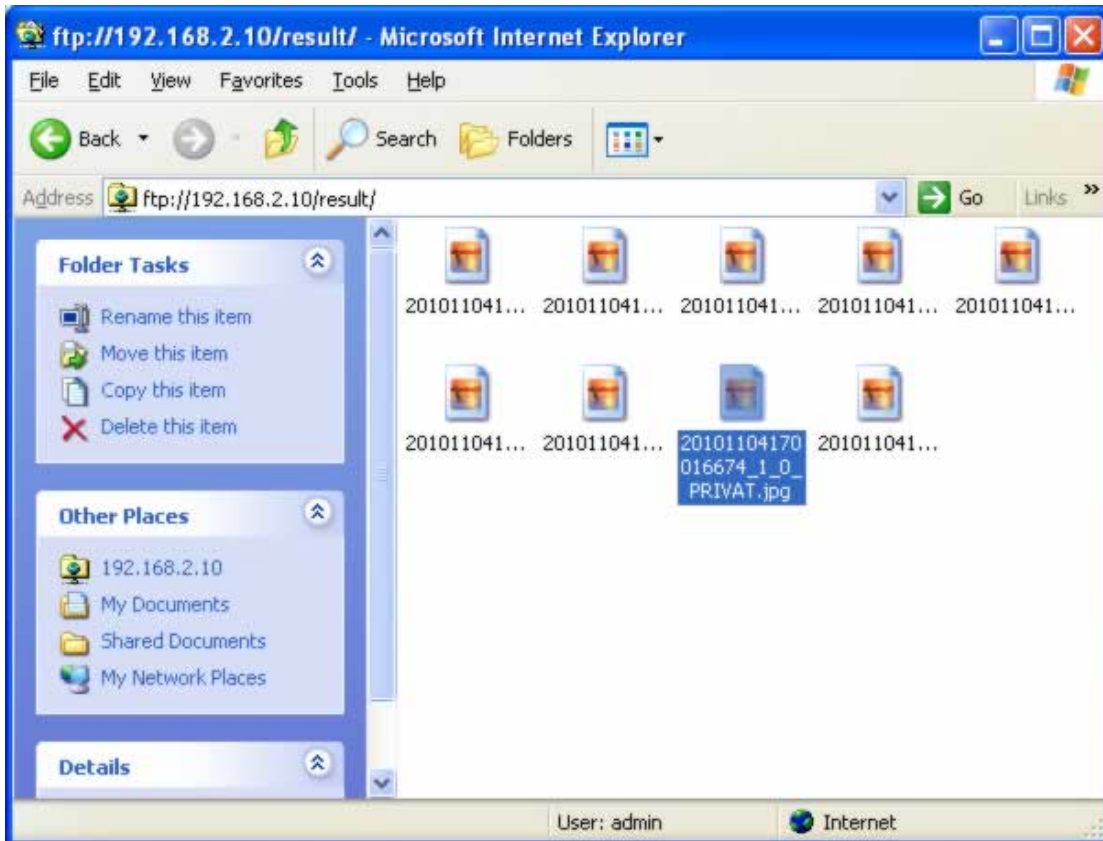 ftp://192.168.2.10/result/ - Microsoft Internet Explorer
File Edit View Favorites Tools Help
Back Search Folders
Address ftp://192.168.2.10/result/ Go Links »
Folder Tasks
Rename this item
Move this item
Copy this item
Delete this item
Other Places
192.168.2.10
My Documents
Shared Documents
My Network Places
Details
201011041... 201011041... 201011041... 201011041... 201011041...
201011041... 201011041... 20101104170 201011041...
016674_1_0_
PRIVAT.jpg
User: admin Internet